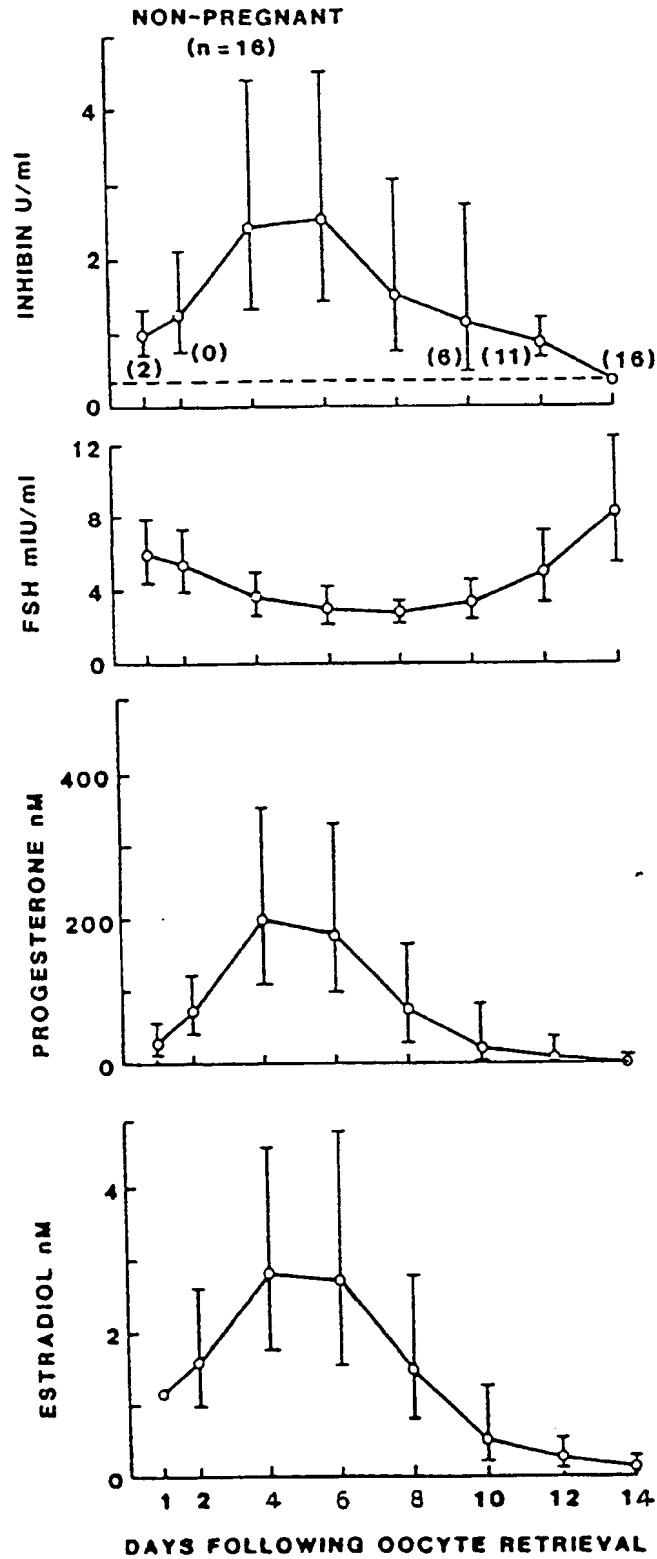 NON-PREGNANT
(n=16)
INHIBIN U/ml
4
2
0
(2)
(0)
(6)
(11)
(16)
FSH mIU/ml
12
8
4
0
PROGESTERONE nM
400
200
0
ESTRADIOL nM
4
2
0
1 2 4 6 8 10 12 14
DAYS FOLLOWING OOCYTE RETRIEVAL